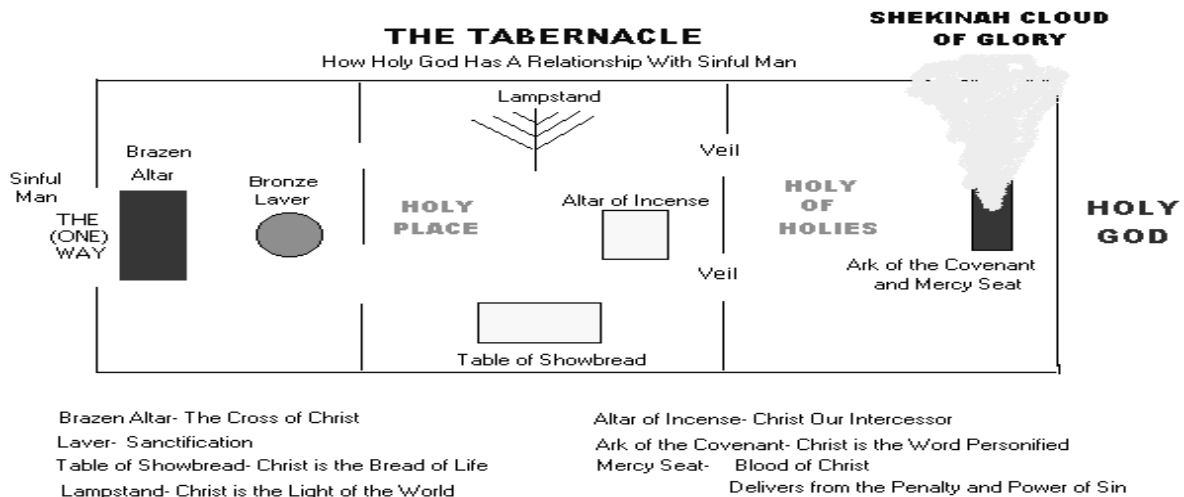 SHEKINAH CLOUD
OF GLORY
THE TABERNACLE
How Holy God Has A Relationship With Sinful Man
Lampstand
Brazen
Altar
Bronze
Laver
Sinful
Man
THE
(ONE)
WAY
HOLY
PLACE
Altar of Incense
Veil
Veil
HOLY
OF
HOLIES
HOLY
GOD
Ark of the Covenant
and Mercy Seat
Table of Showbread
Brazen Altar- The Cross of Christ
Laver- Sanctification
Table of Showbread- Christ is the Bread of Life
Lampstand- Christ is the Light of the World
Altar of Incense- Christ Our Intercessor
Ark of the Covenant- Christ is the Word Personified
Mercy Seat- Blood of Christ
Delivers from the Penalty and Power of Sin